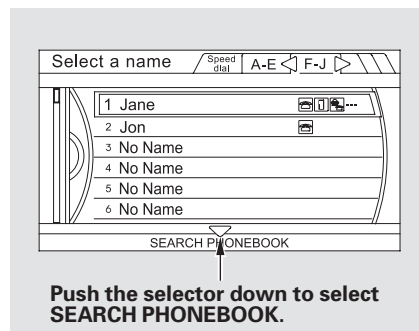 Select a name Speed dial A-E F-J
1 Jane
2 Jon
3 No Name
4 No Name
5 No Name
6 No Name
SEARCH PHONEBOOK
Push the selector down to select
SEARCH PHONEBOOK.